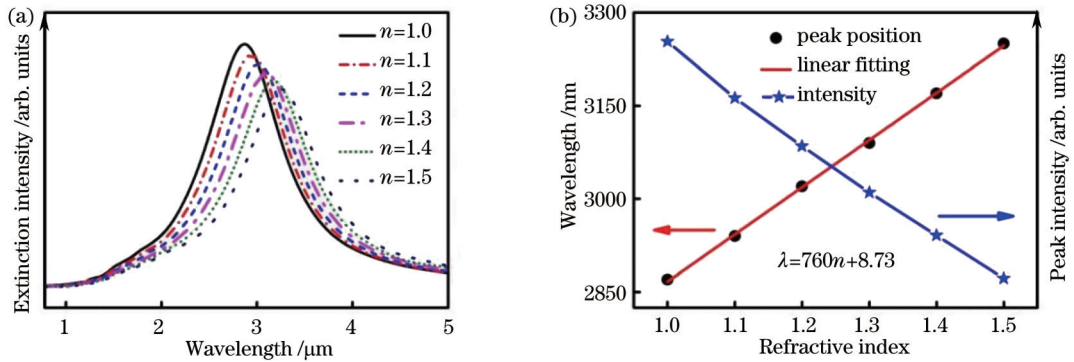 (a)
Extinction intensity /arb. units
n=1.0
n=1.1
n=1.2
n=1.3
n=1.4
n=1.5
1 2 3 4 5
Wavelength /μm
(b)
Wavelength /nm
3300
3150
3000
2850
peak position
linear fitting
intensity
λ=760n+8.73
1.0 1.1 1.2 1.3 1.4 1.5
Refractive index
Peak intensity /arb. units